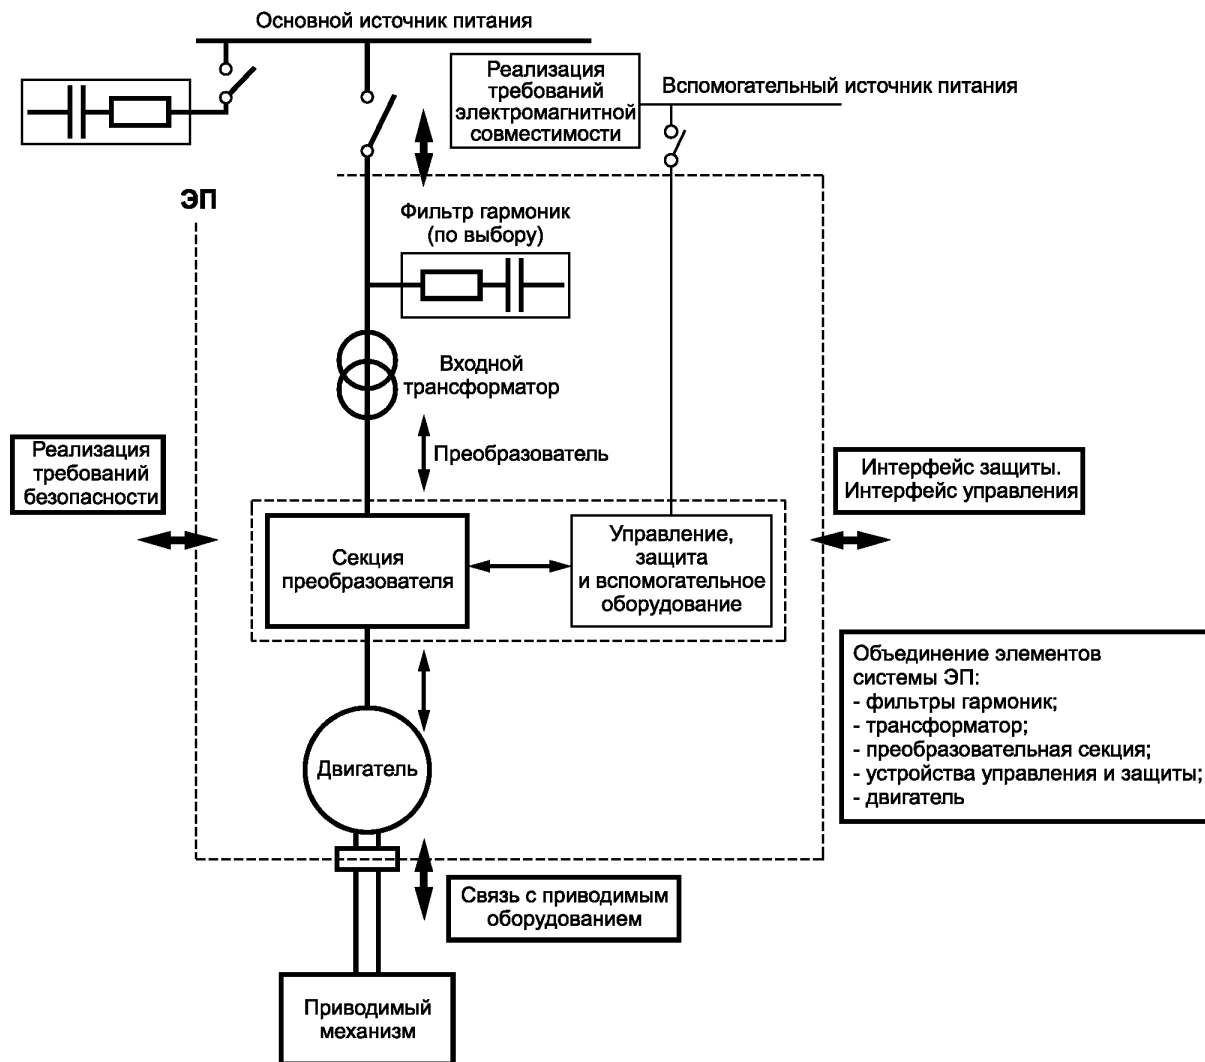 Основной источник питания
Реализация
требований
электромагнитной
совместимости
Вспомогательный источник питания
ЭП
Фильтр гармоник
(по выбору)
Входной
трансформатор
Преобразователь
Реализация
требований
безопасности
Интерфейс защиты.
Интерфейс управления
Секция
преобразователя
Управление,
защита
и вспомогательное
оборудование
Объединение элементов
системы ЭП:
- фильтры гармоник;
- трансформатор;
- преобразовательная секция;
- устройства управления и защиты;
- двигатель
Двигатель
Связь с приводимым
оборудованием
Приводимый
механизм